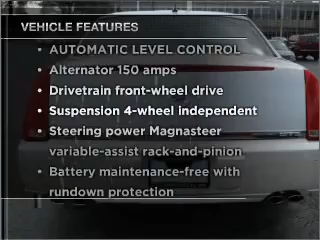 VEHICLE FEATURES
• AUTOMATIC LEVEL CONTROL
• Alternator 150 amps
• Drivetrain front-wheel drive
• Suspension 4-wheel independent
• Steering power Magnasteer
variable-assist rack-and-pinion
• Battery maintenance-free with
rundown protection